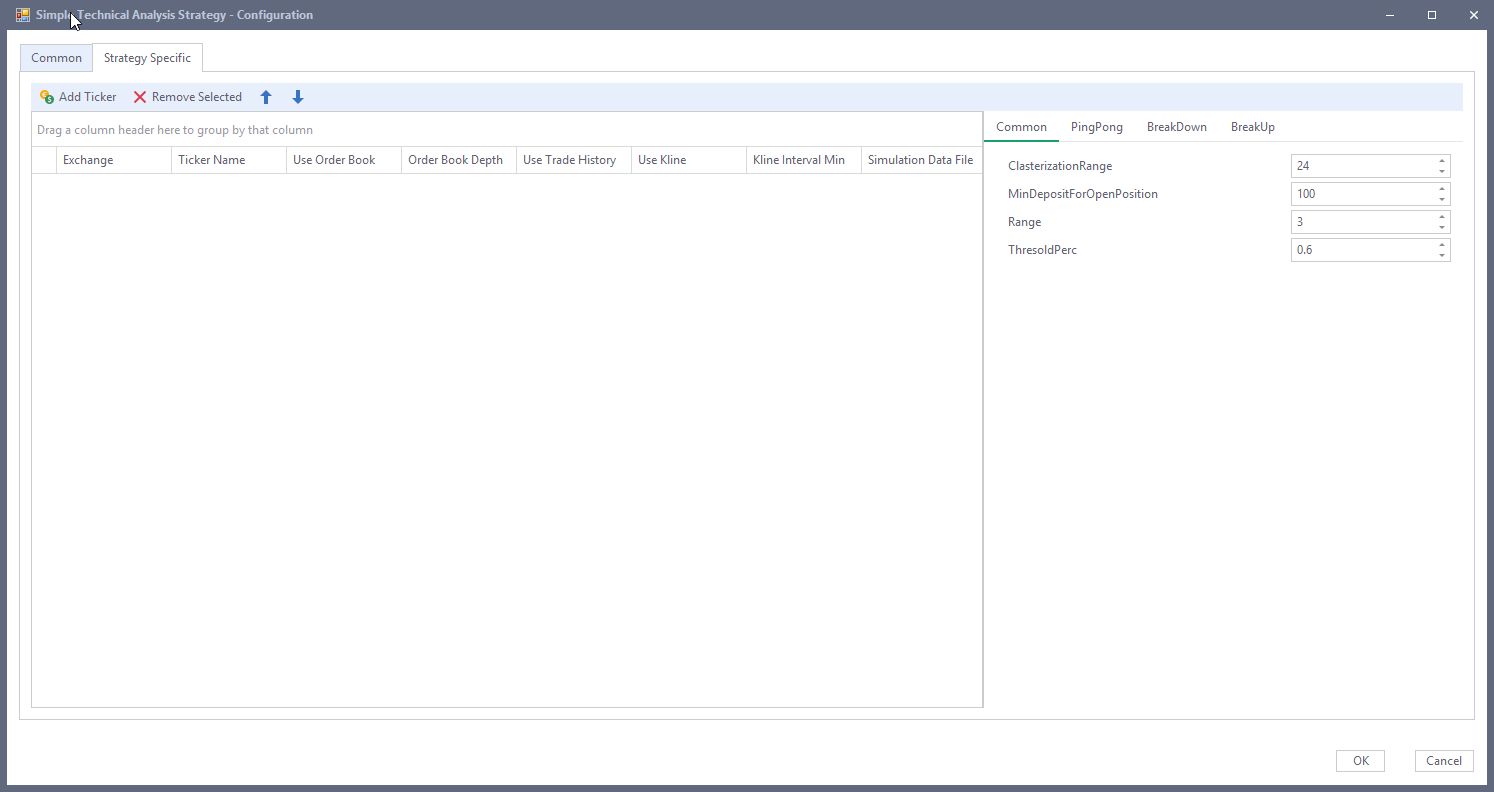 Simple Technical Analysis Strategy - Configuration
Common Strategy Specific
Add Ticker Remove Selected
Drag a column header here to group by that column
Exchange Ticker Name Use Order Book Order Book Depth Use Trade History Use Kline Kline Interval Min Simulation Data File
Common PingPong BreakDown BreakUp
ClasterizationRange 24
MinDepositForOpenPosition 100
Range 3
ThresoldPerc 0.6
OK Cancel